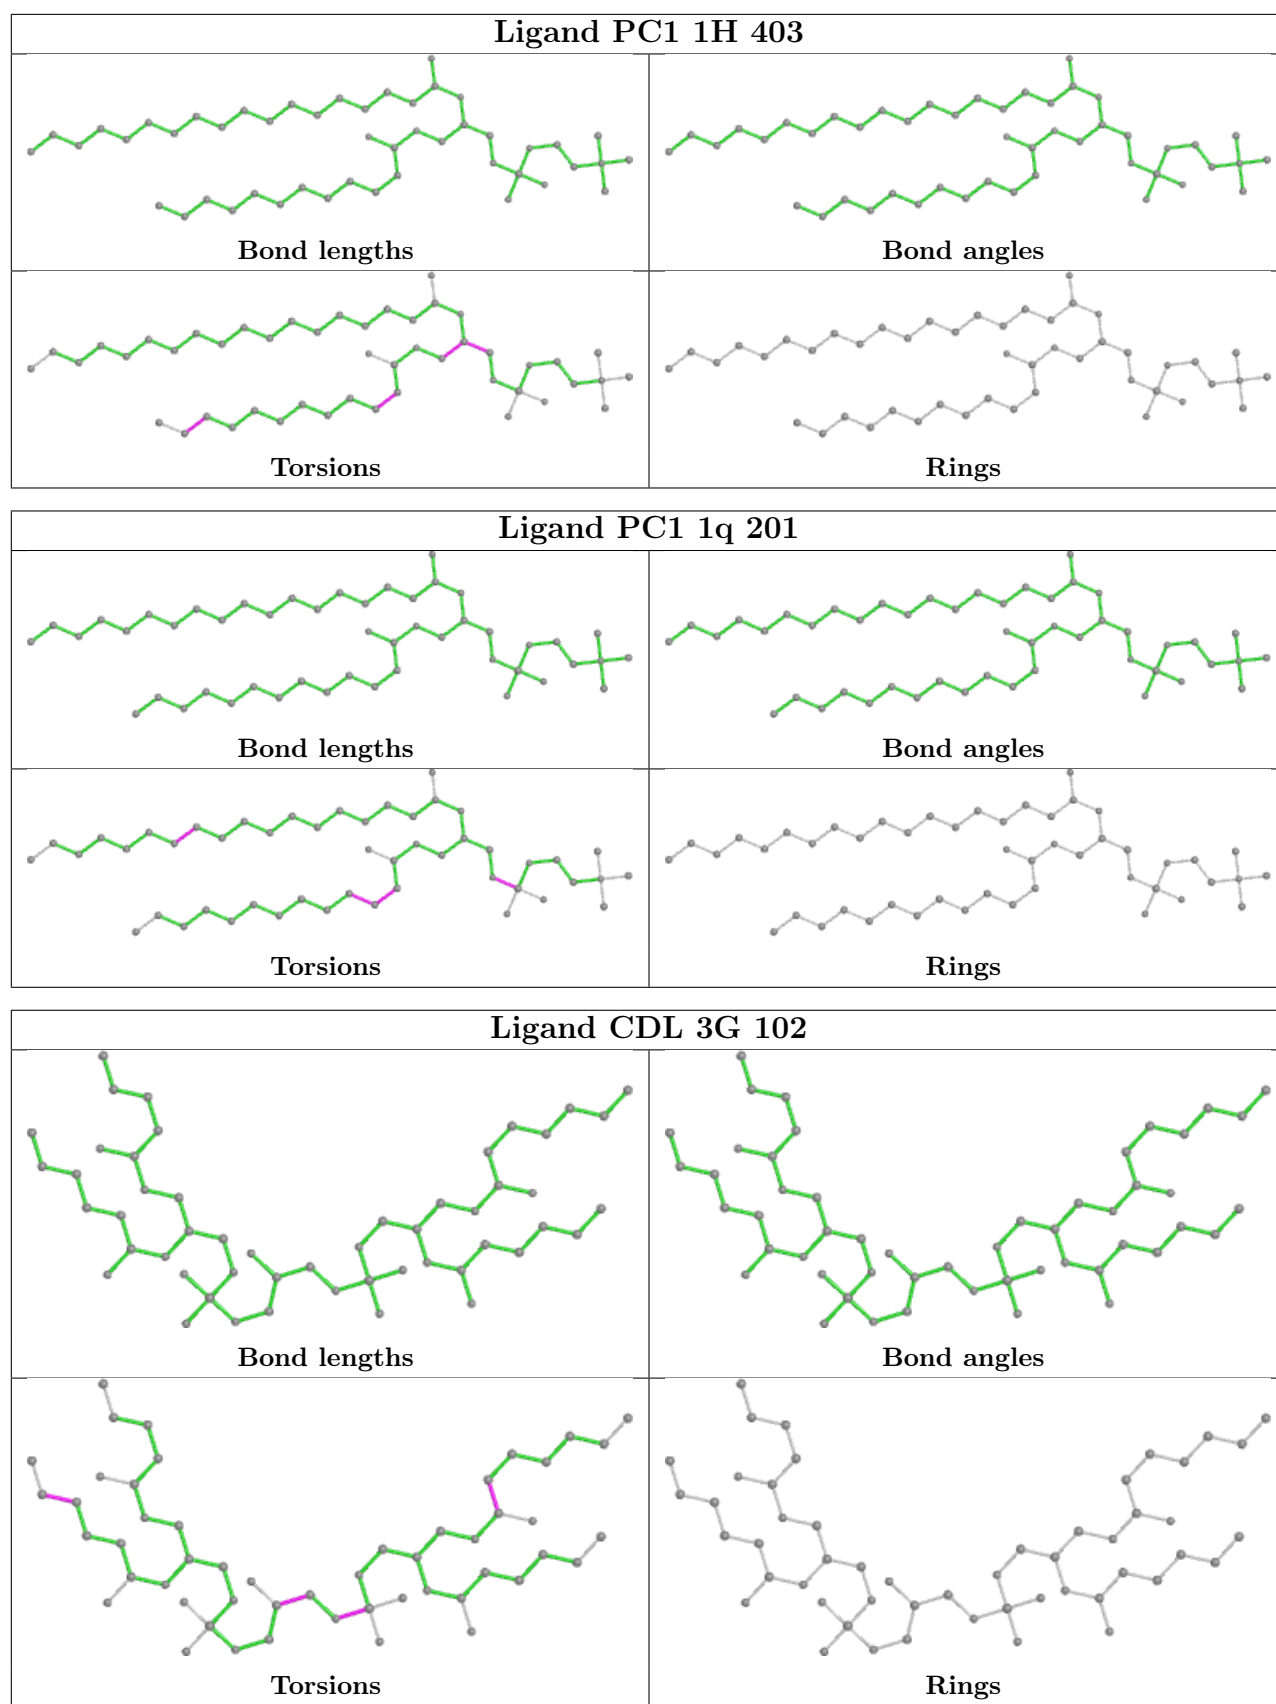 Ligand PC1 1H 403
Bond lengths
Bond angles
Torsions
Rings
Ligand PC1 1q 201
Bond lengths
Bond angles
Torsions
Rings
Ligand CDL 3G 102
Bond lengths
Bond angles
Torsions
Rings